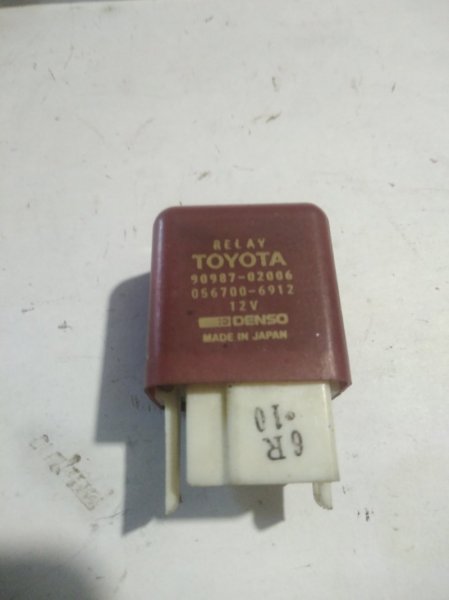 RELAY
TOYOTA
90987-02006
056700-6912
12V
DENSO
MADE IN JAPAN
6R
10